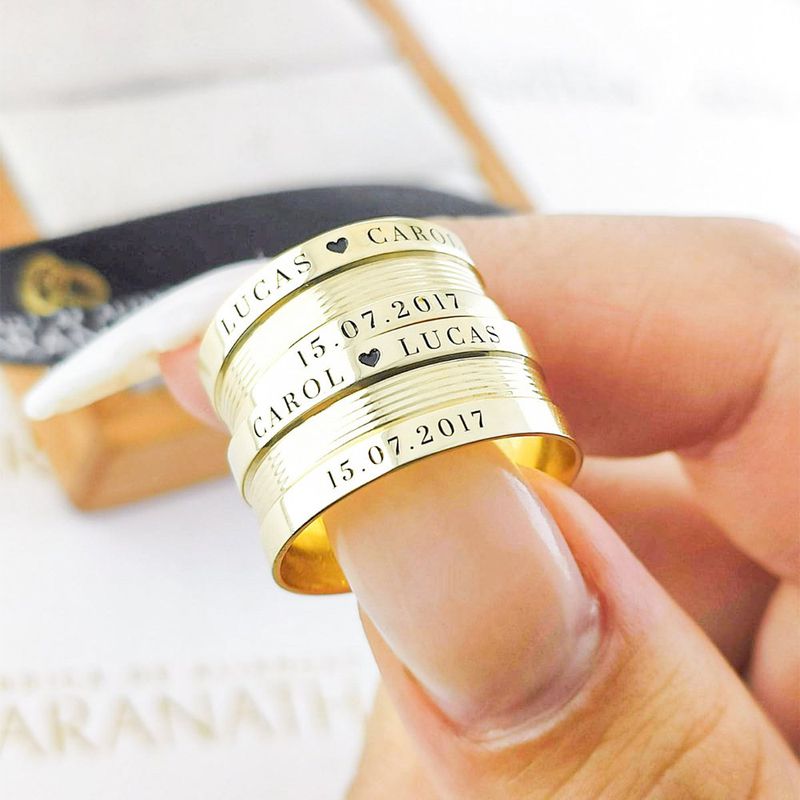 LUCAS ♥ CAROL
15.07.2017
CAROL ♥ LUCAS
15.07.2017
ARANATH